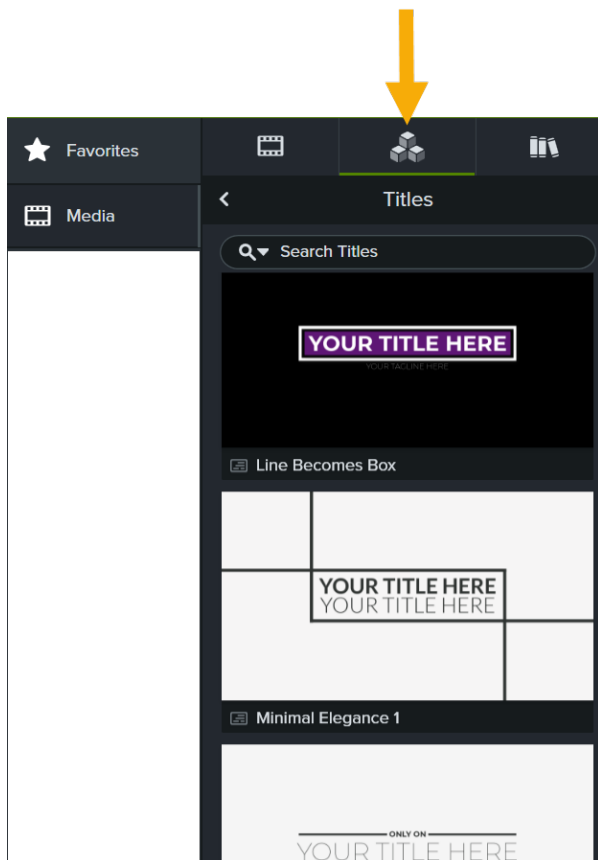 Favorites
Media
Titles
Search Titles
YOUR TITLE HERE
YOUR TAGLINE HERE
Line Becomes Box
YOUR TITLE HERE
YOUR TITLE HERE
Minimal Elegance 1
ONLY ON
YOUR TITLE HERE